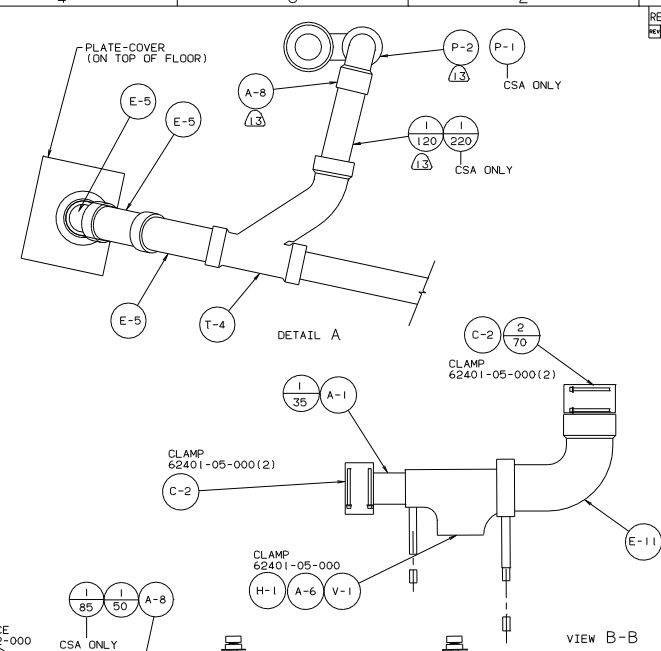 RE
REV
PLATE-COVER
(ON TOP OF FLOOR)
E-5
E-5
A-8
13
P-2
P-1
13
CSA ONLY
1
120
1
220
13
CSA ONLY
E-5
T-4
DETAIL A
C-2
2
70
CLAMP
62401-05-000(2)
1
35
A-1
CLAMP
62401-05-000(2)
C-2
E-11
CLAMP
62401-05-000
H-1
A-6
V-1
1
85
1
50
A-8
CE
2-000
CSA ONLY
VIEW B-B